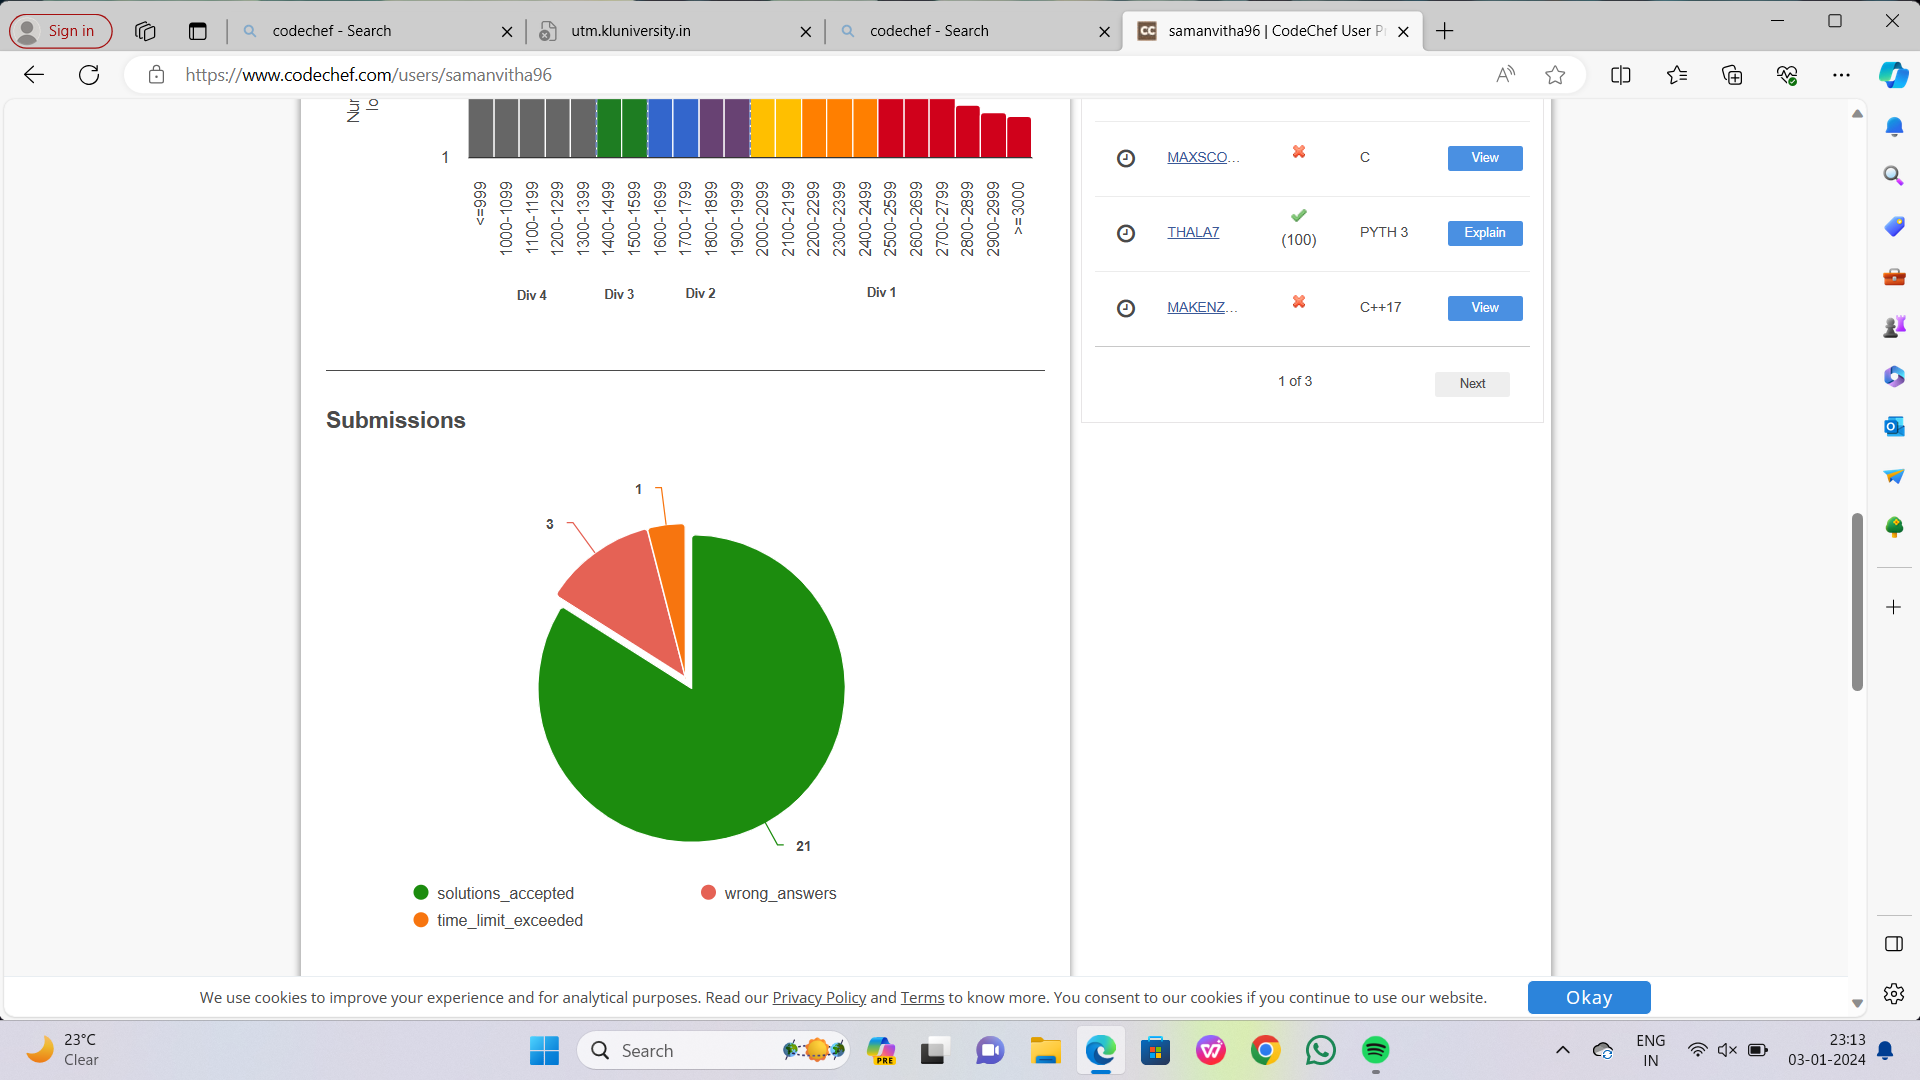 Sign in
codechef - Search
utm.kluniversity.in
codechef - Search
CC
samanvitha96 | CodeChef User P
https://www.codechef.com/users/samanvitha96
1
<=999
1000-1099
1100-1199
1200-1299
1300-1399
1400-1499
1500-1599
1600-1699
1700-1799
1800-1899
1900-1999
2000-2099
2100-2199
2200-2299
2300-2399
2400-2499
2500-2599
2600-2699
2700-2799
2800-2899
2900-2999
>=3000
Div 4
Div 3
Div 2
Div 1
MAXSCO... C View
THALA7 (100) PYTH 3 Explain
MAKENZ... C++17 View
1 of 3 Next
Submissions
1
3
21
solutions_accepted
wrong_answers
time_limit_exceeded
We use cookies to improve your experience and for analytical purposes. Read our Privacy Policy and Terms to know more. You consent to our cookies if you continue to use our website.
Okay
23°C
Clear
Search
PRE
ENG
IN
23:13
03-01-2024